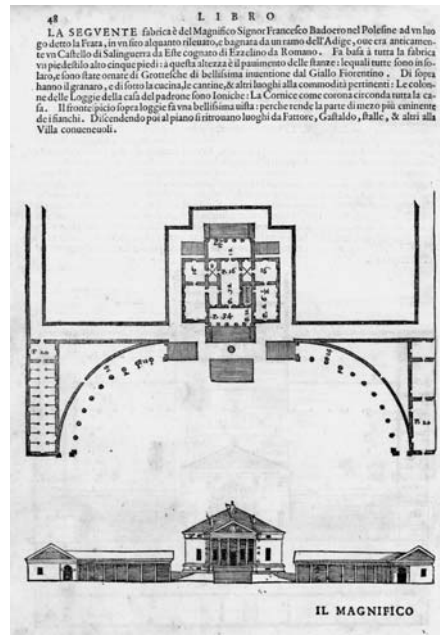 48 LIBRO
LA SEGVENTE fabrica è del Magnifico Signor Francesco Badoero nel Polesine ad vn luo
go detto la Frata, in vn sito alquanto rileuato, e bagnata da un ramo dell'Adige, oue era anticamen-
te vn Castello di Salinguerra da Este cognato di Ezzelino da Romano. Fa basa à tutta la fabrica
vn piedestilo alto cinque piedi: a questa altezza è il pauimento delle stanze: lequali tutte sono in so-
laro, e sono state ornate di Grottesche di bellissima inuentione dal Giallo Fiorentino. Di sopra
hanno il granaro, e di sotto la cucina, le cantine, & altri luoghi alla commodità pertinenti: Le colon-
ne delle Loggie della casa del padrone sono Ioniche: La Cornice come corona circonda tutta la ca-
sa. Il frontespicio sopra le loggie fa vna bellissima uista: perche rende la parte di mezo più eminente
de i fianchi. Discendendo poi al piano si ritrouano luoghi da Fattore, Gastaldo, stalle, & altri alla
Villa conueneuoli.
IL MAGNIFICO